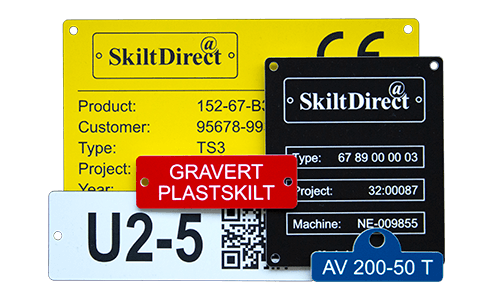 SkiltDirect@
CE
Product: 152-67-B
Customer: 95678-99
Type: TS3
Project:
Year:
SkiltDirect@
Type: 67 89 00 00 03
Project: 32:00087
Machine: NE-009855
GRAVERT
PLASTSKILT
U2-5
AV 200-50 T